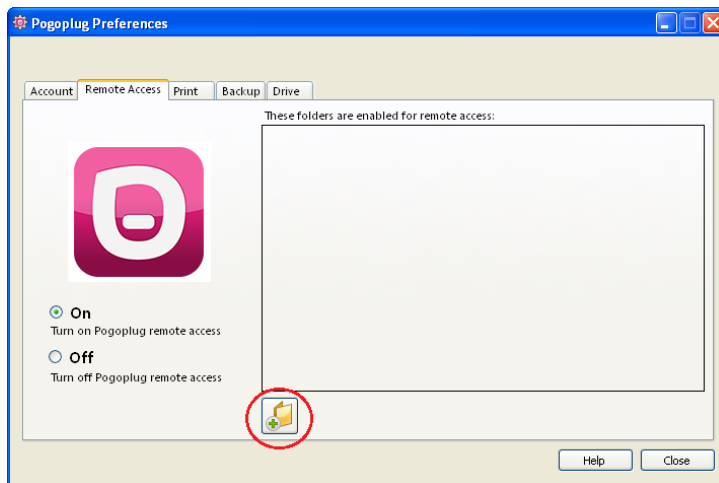 Pogoplug Preferences
Account Remote Access Print Backup Drive
These folders are enabled for remote access:
On
Turn on Pogoplug remote access
Off
Turn off Pogoplug remote access
Help Close